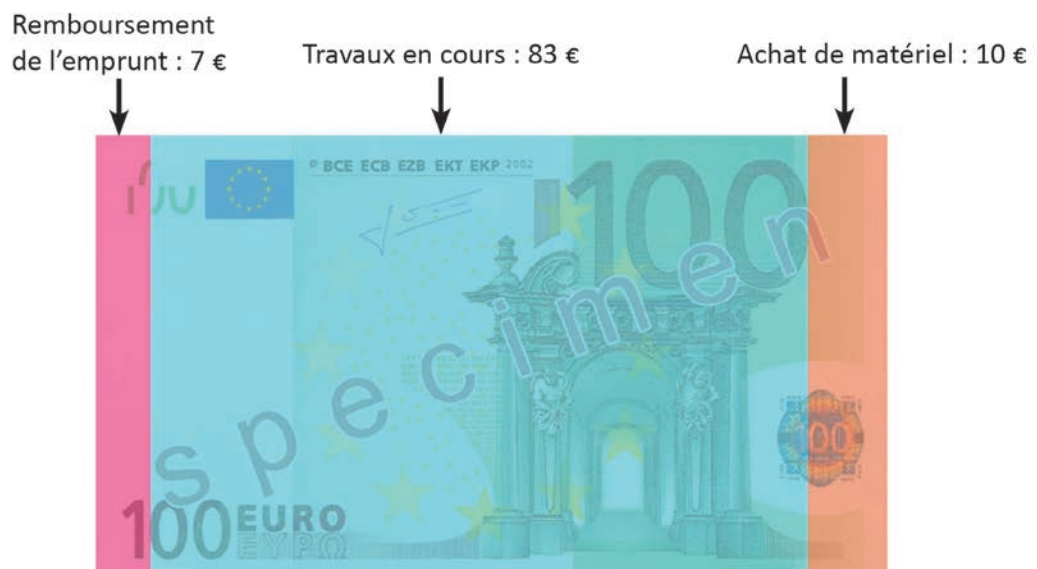 Remboursement
de l'emprunt : 7 €
Travaux en cours : 83 €
Achat de matériel : 10 €
© BCE ECB EZB EKT EKP 2002
100
specimen
100
100 EURO
ΕΥΡΩ